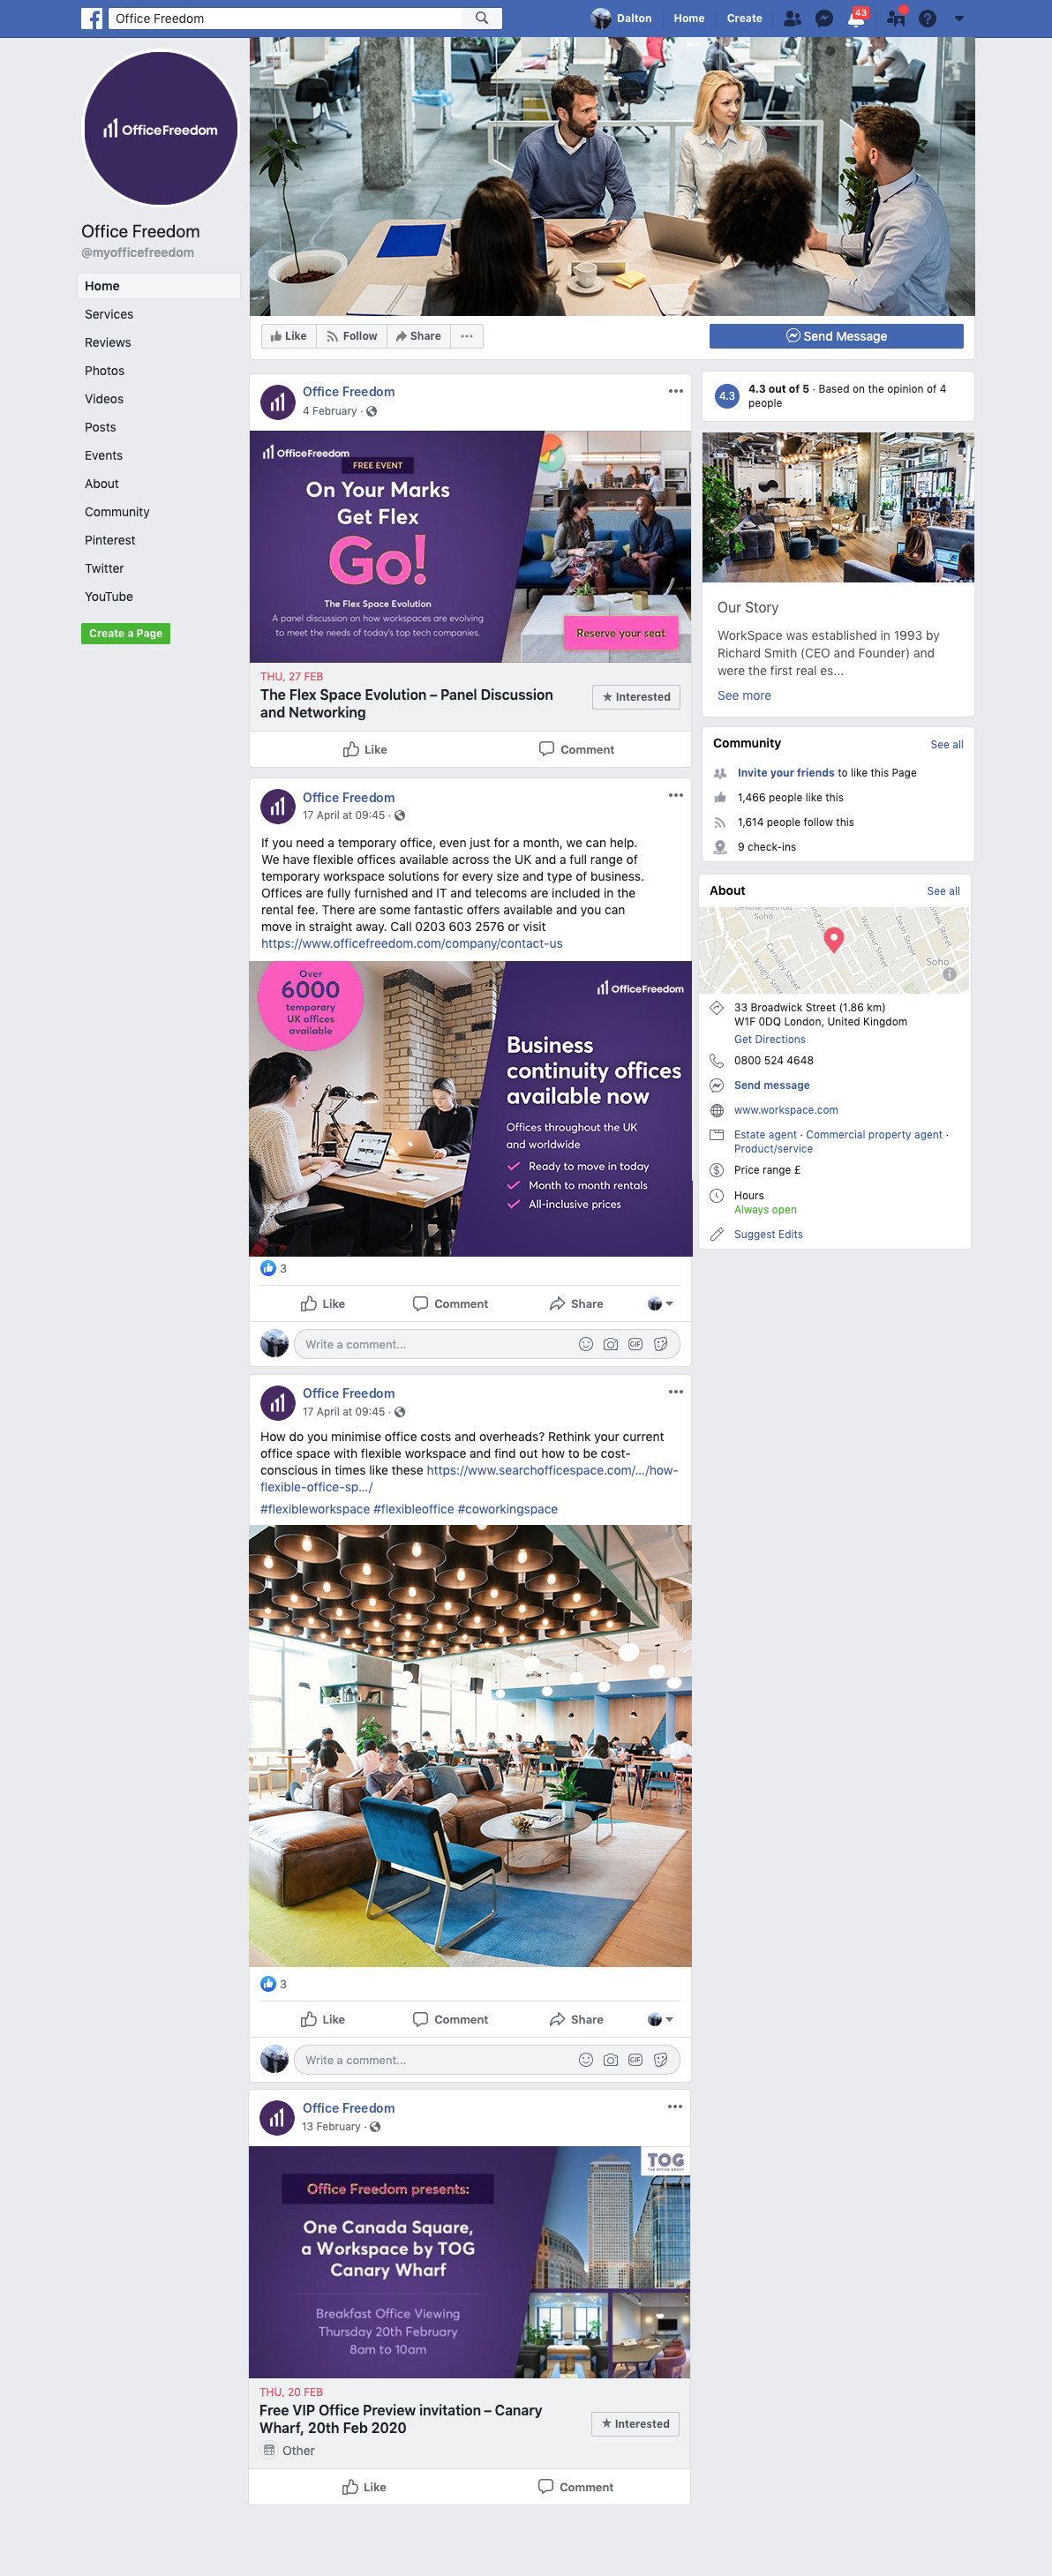 Office Freedom
Dalton
Home
Create
43
OfficeFreedom
Office Freedom
@myofficefreedom
Home
Services
Reviews
Photos
Videos
Posts
Events
About
Community
Pinterest
Twitter
YouTube
Create a Page
Like
Follow
Share
Send Message
Office Freedom
4 February
OfficeFreedom
FREE EVENT
On Your Marks
Get Flex
Go!
The Flex Space Evolution
A panel discussion on how workspaces are evolving
to meet the needs of today's top tech companies.
Reserve your seat
THU, 27 FEB
The Flex Space Evolution – Panel Discussion
and Networking
Interested
Like
Comment
Office Freedom
17 April at 09:45
If you need a temporary office, even just for a month, we can help.
We have flexible offices available across the UK and a full range of
temporary workspace solutions for every size and type of business.
Offices are fully furnished and IT and telecoms are included in the
rental fee. There are some fantastic offers available and you can
move in straight away. Call 0203 603 2576 or visit
https://www.officefreedom.com/company/contact-us
Over
6000
temporary
UK offices
available
OfficeFreedom
Business
continuity offices
available now
Offices throughout the UK
and worldwide
Ready to move in today
Month to month rentals
All-inclusive prices
3
Like
Comment
Share
Write a comment...
GIF
Office Freedom
17 April at 09:45
How do you minimise office costs and overheads? Rethink your current
office space with flexible workspace and find out how to be cost-
conscious in times like these https://www.searchofficespace.com/.../how-
flexible-office-sp.../
#flexibleworkspace #flexibleoffice #coworkingspace
3
Like
Comment
Share
Write a comment...
GIF
Office Freedom
13 February
TOG
THE OFFICE GROUP
Office Freedom presents:
One Canada Square,
a Workspace by TOG
Canary Wharf
Breakfast Office Viewing
Thursday 20th February
8am to 10am
THU, 20 FEB
Free VIP Office Preview invitation – Canary
Wharf, 20th Feb 2020
Other
Interested
Like
Comment
4.3
4.3 out of 5 · Based on the opinion of 4
people
Our Story
WorkSpace was established in 1993 by
Richard Smith (CEO and Founder) and
were the first real es...
See more
Community
See all
Invite your friends to like this Page
1,466 people like this
1,614 people follow this
9 check-ins
About
See all
Soho
Carnaby Street
Kingly Street
Wardour Street
Dean Street
Greek Street
Soho
33 Broadwick Street (1.86 km)
W1F 0DQ London, United Kingdom
Get Directions
0800 524 4648
Send message
www.workspace.com
Estate agent · Commercial property agent ·
Product/service
Price range £
Hours
Always open
Suggest Edits